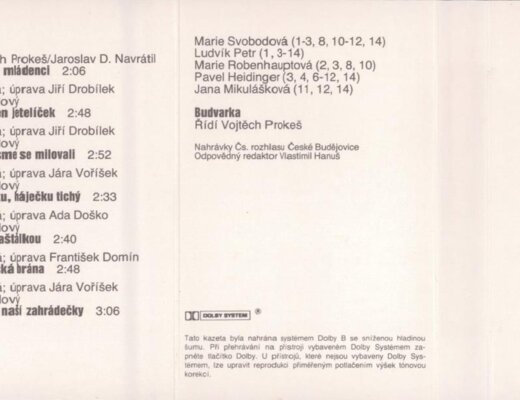 h Prokeš/Jaroslav D. Navrátil
mládenci 2:06
; úprava Jiří Drobílek
lový
en jetelíček 2:48
; úprava Jiří Drobílek
lový
sme se milovali 2:52
; úprava Jára Voříšek
lový
u, háječku tichý 2:33
; úprava Ada Doško
lový
aštálkou 2:40
; úprava František Domín
ká brána 2:48
; úprava Jára Voříšek
lový
naší zahrádečky 3:06
Marie Svobodová (1-3, 8, 10-12, 14)
Ludvík Petr (1, 3-14)
Marie Robenhauptová (2, 3, 8, 10)
Pavel Heidinger (3, 4, 6-12, 14)
Jana Mikulášková (11, 12, 14)
Budvarka
Řídí Vojtěch Prokeš
Nahrávky Čs. rozhlasu České Budějovice
Odpovědný redaktor Vlastimil Hanuš
DOLBY SYSTEM ®
Tato kazeta byla nahrána systémem Dolby B se sníženou hladinou
šumu. Při přehrávání na přístroji vybaveném Dolby Systémem za-
pněte tlačítko Dolby. U přístrojů, které nejsou vybaveny Dolby Sys-
témem, lze upravit reprodukci přiměřeným potlačením výšek tónovou
korekcí.